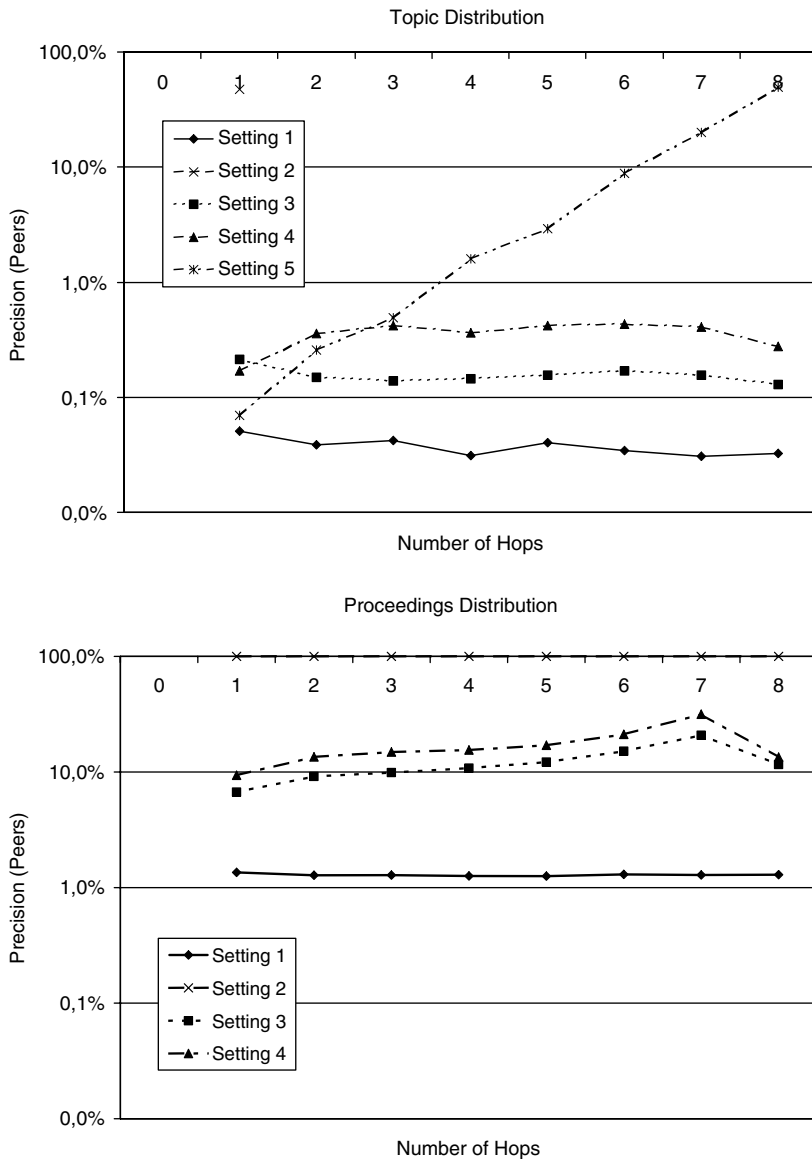 Topic Distribution
100,0%
0 1 2 3 4 5 6 7 8
Setting 1
Setting 2
Setting 3
Setting 4
Setting 5
10,0%
1,0%
0,1%
0,0%
Precision (Peers)
Number of Hops
Proceedings Distribution
100,0%
0 1 2 3 4 5 6 7 8
10,0%
1,0%
0,1%
0,0%
Precision (Peers)
Setting 1
Setting 2
Setting 3
Setting 4
Number of Hops